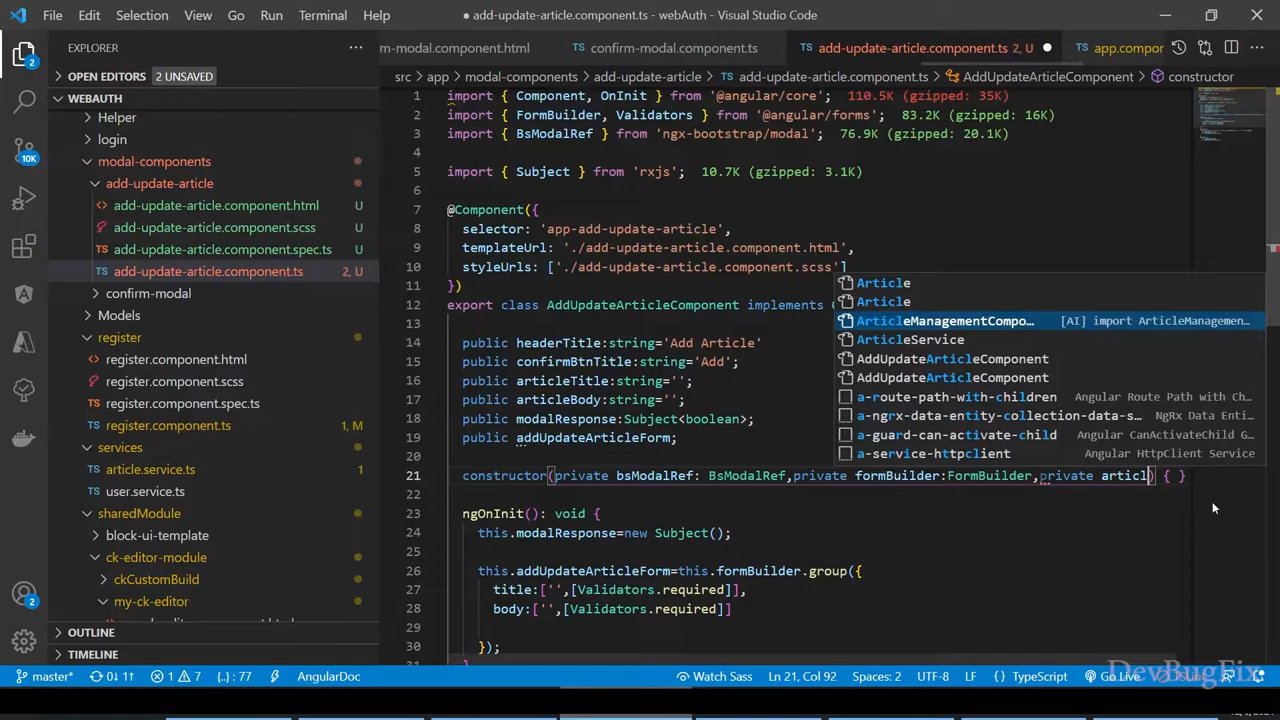 File Edit Selection View Go Run Terminal Help
● add-update-article.component.ts - webAuth - Visual Studio Code
EXPLORER
OPEN EDITORS 2 UNSAVED
WEBAUTH
Helper
login
modal-components
add-update-article
add-update-article.component.html U
add-update-article.component.scss U
add-update-article.component.spec.ts U
TS add-update-article.component.ts 2, U
confirm-modal
Models
register
register.component.html
register.component.scss
TS register.component.spec.ts
TS register.component.ts 1, M
services
TS article.service.ts 1
TS user.service.ts
sharedModule
block-ui-template
ck-editor-module
ckCustomBuild
my-ck-editor
OUTLINE
TIMELINE
2
10K
2
m-modal.component.html TS confirm-modal.component.ts TS add-update-article.component.ts 2, U ● TS app.compor
src > app > modal-components > add-update-article > TS add-update-article.component.ts > AddUpdateArticleComponent > constructor
1 import { Component, OnInit } from '@angular/core'; 110.5K (gzipped: 35K)
2 import { FormBuilder, Validators } from '@angular/forms'; 83.2K (gzipped: 16K)
3 import { BsModalRef } from 'ngx-bootstrap/modal'; 76.9K (gzipped: 20.1K)
4
5 import { Subject } from 'rxjs'; 10.7K (gzipped: 3.1K)
6
7 @Component({
8 selector: 'app-add-update-article',
9 templateUrl: './add-update-article.component.html',
10 styleUrls: ['./add-update-article.component.scss']
11 })
12 export class AddUpdateArticleComponent implements
13
14 public headerTitle:string='Add Article'
15 public confirmBtnTitle:string='Add';
16 public articleTitle:string='';
17 public articleBody:string='';
18 public modalResponse:Subject<boolean>;
19 public addUpdateArticleForm;
20
21 constructor(private bsModalRef: BsModalRef,private formBuilder:FormBuilder,private articl) { }
22
23 ngOnInit(): void {
24 this.modalResponse=new Subject();
25
26 this.addUpdateArticleForm=this.formBuilder.group({
27 title:['',[Validators.required]],
28 body:['',[Validators.required]]
29
30 });
Article
Article
ArticleManagementCompo… [AI] import ArticleManagemen…
ArticleService
AddUpdateArticleComponent
AddUpdateArticleComponent
a-route-path-with-children Angular Route Path with Ch…
a-ngrx-data-entity-collection-data-s… NgRx Data Enti…
a-guard-can-activate-child Angular CanActivateChild G…
a-service-httpclient Angular HttpClient Service
master* 0↓ 1↑ 1 7 {..} : 77 AngularDoc Watch Sass Ln 21, Col 92 Spaces: 2 UTF-8 LF { } TypeScript Go Live
DevBugFix